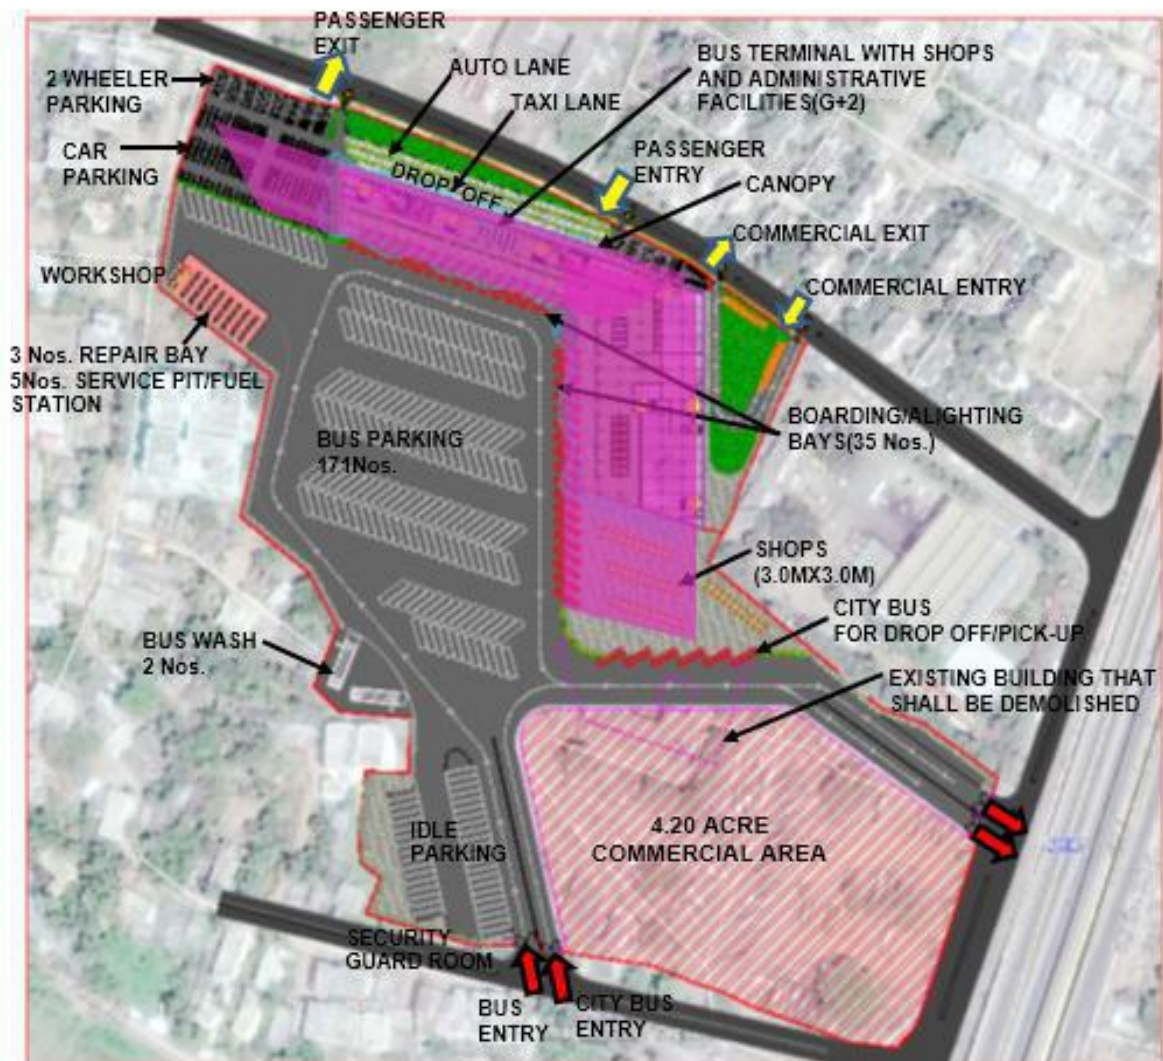 PASSENGER
EXIT
2 WHEELER
PARKING
AUTO LANE
TAXI LANE
BUS TERMINAL WITH SHOPS
AND ADMINISTRATIVE
FACILITIES(G+2)
CAR
PARKING
DROP OFF
PASSENGER
ENTRY
CANOPY
COMMERCIAL EXIT
WORKSHOP
COMMERCIAL ENTRY
3 Nos. REPAIR BAY
5Nos. SERVICE PIT/FUEL
STATION
BUS PARKING
171Nos.
BOARDING/ALIGHTING
BAYS(35 Nos.)
SHOPS
(3.0MX3.0M)
CITY BUS
FOR DROP OFF/PICK-UP
BUS WASH
2 Nos.
EXISTING BUILDING THAT
SHALL BE DEMOLISHED
IDLE
PARKING
4.20 ACRE
COMMERCIAL AREA
SECURITY
GUARD ROOM
BUS
ENTRY
CITY BUS
ENTRY